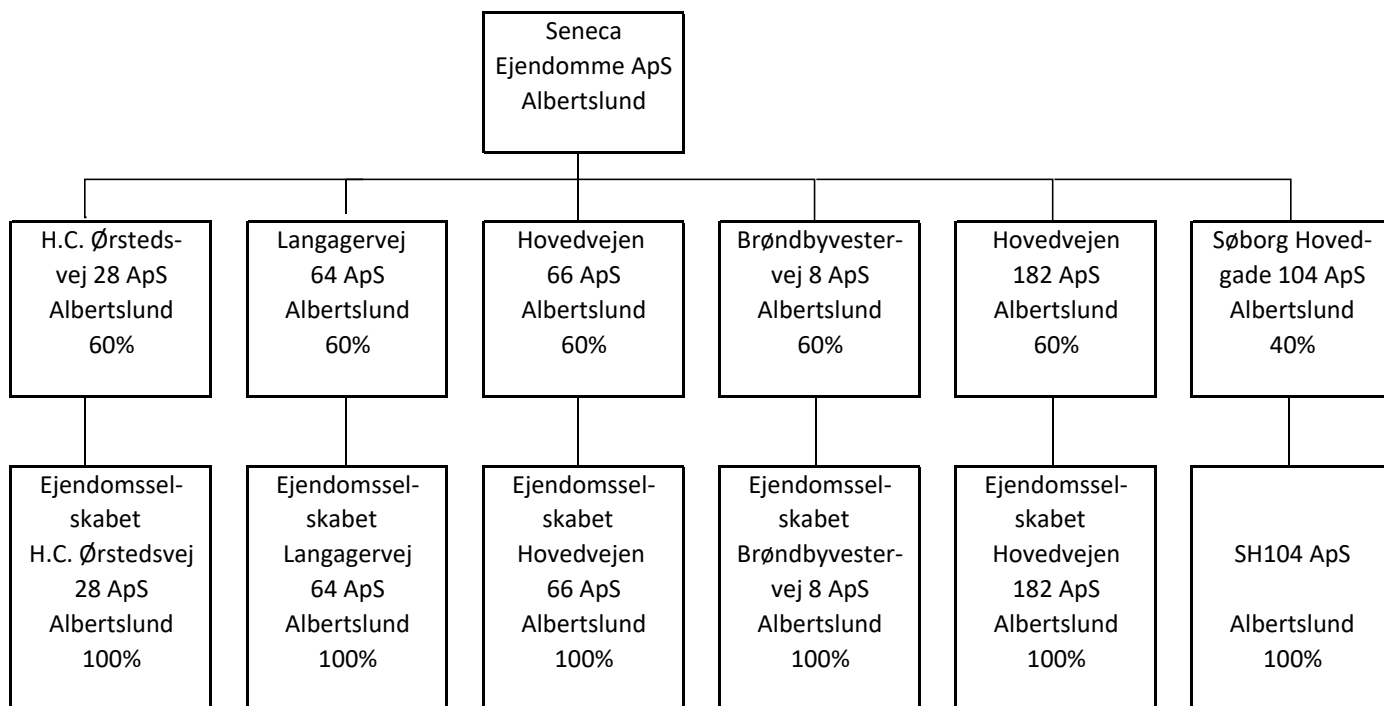 Seneca
Ejendomme ApS
Albertslund
H.C. Ørsteds-
vej 28 ApS
Albertslund
60%
Langagervej
64 ApS
Albertslund
60%
Hovedvejen
66 ApS
Albertslund
60%
Brøndbyvester-
vej 8 ApS
Albertslund
60%
Hovedvejen
182 ApS
Albertslund
60%
Søborg Hoved-
gade 104 ApS
Albertslund
40%
Ejendomssel-
skabet
H.C. Ørstedsvej
28 ApS
Albertslund
100%
Ejendomssel-
skabet
Langagervej
64 ApS
Albertslund
100%
Ejendomssel-
skabet
Hovedvejen
66 ApS
Albertslund
100%
Ejendomssel-
skabet
Brøndbyvester-
vej 8 ApS
Albertslund
100%
Ejendomssel-
skabet
Hovedvejen
182 ApS
Albertslund
100%
SH104 ApS
Albertslund
100%